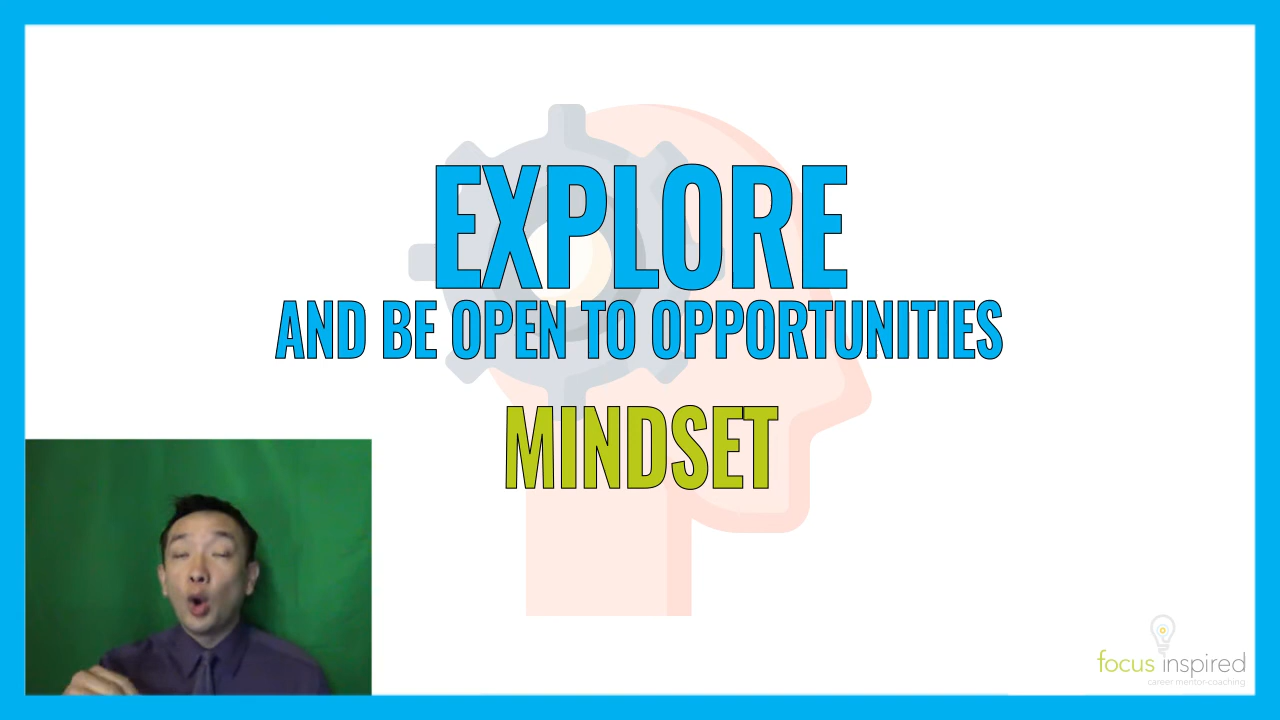 EXPLORE
AND BE OPEN TO OPPORTUNITIES
MINDSET
focus inspired
career mentor-coaching